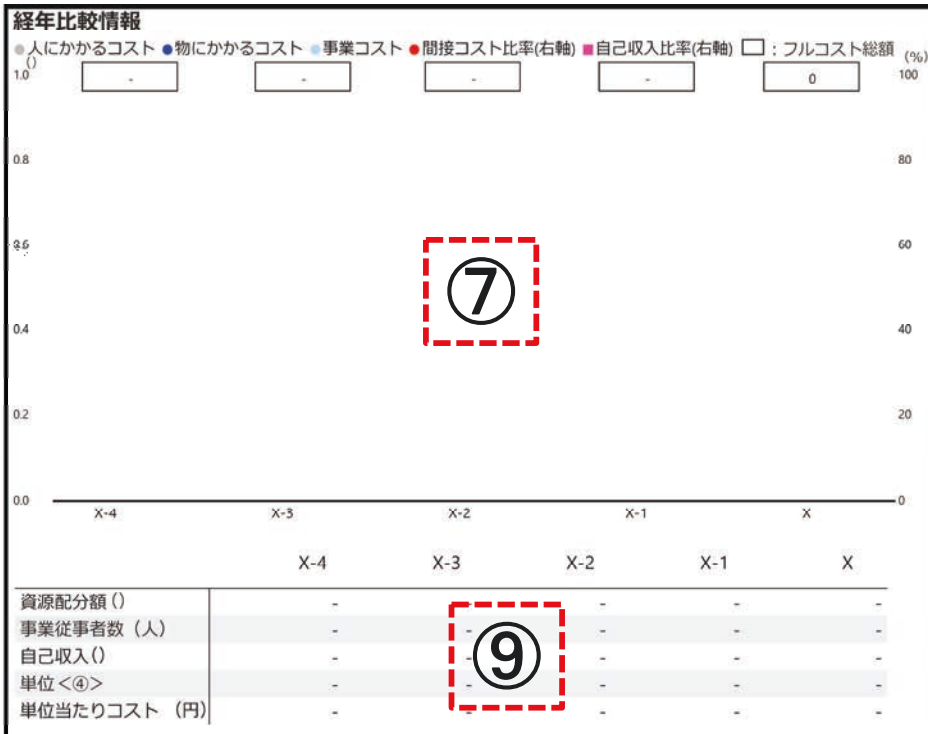 経年比較情報
●人にかかるコスト ●物にかかるコスト ●事業コスト ●間接コスト比率(右軸) ■自己収入比率(右軸) □：フルコスト総額 (%)
()
1.0 - - - - 0 100
0.8 80
60
⑦
0.4 40
0.2 20
0.0 0
X-4 X-3 X-2 X-1 X
X-4 X-3 X-2 X-1 X
資源配分額() - - - - -
事業従事者数（人） - - - - -
自己収入() - - - - -
⑨
単位<④> - - - - -
単位当たりコスト （円） - - - - -